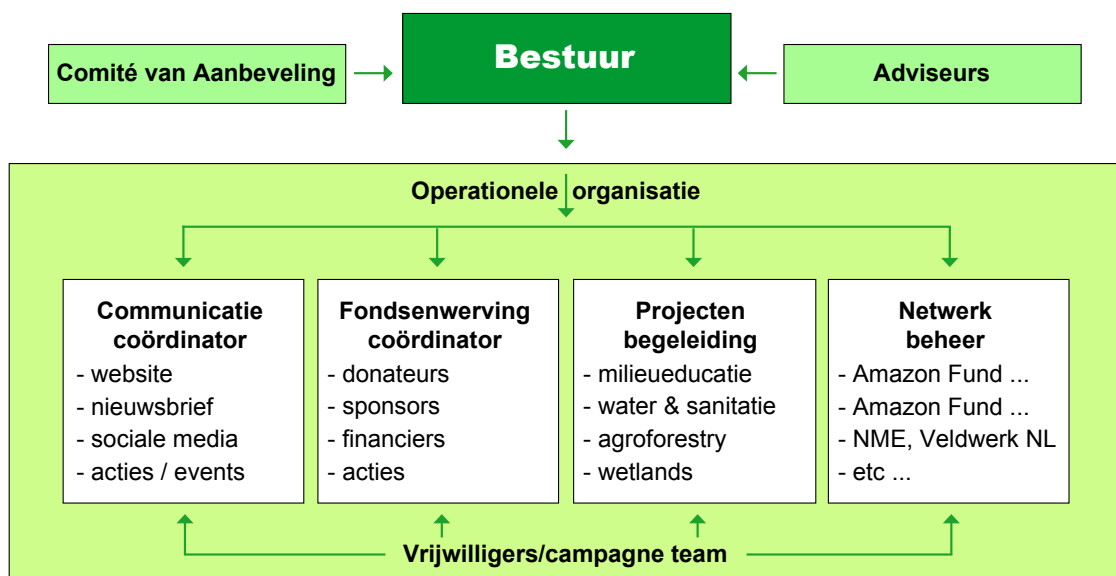 Comité van Aanbeveling
Bestuur
Adviseurs
Operationele organisatie
Communicatie
coördinator
- website
- nieuwsbrief
- sociale media
- acties / events
Fondsenwerving
coördinator
- donateurs
- sponsors
- financiers
- acties
Projecten
begeleiding
- milieueducatie
- water & sanitatie
- agroforestry
- wetlands
Netwerk
beheer
- Amazon Fund ...
- Amazon Fund ...
- NME, Veldwerk NL
- etc ...
Vrijwilligers/campagne team